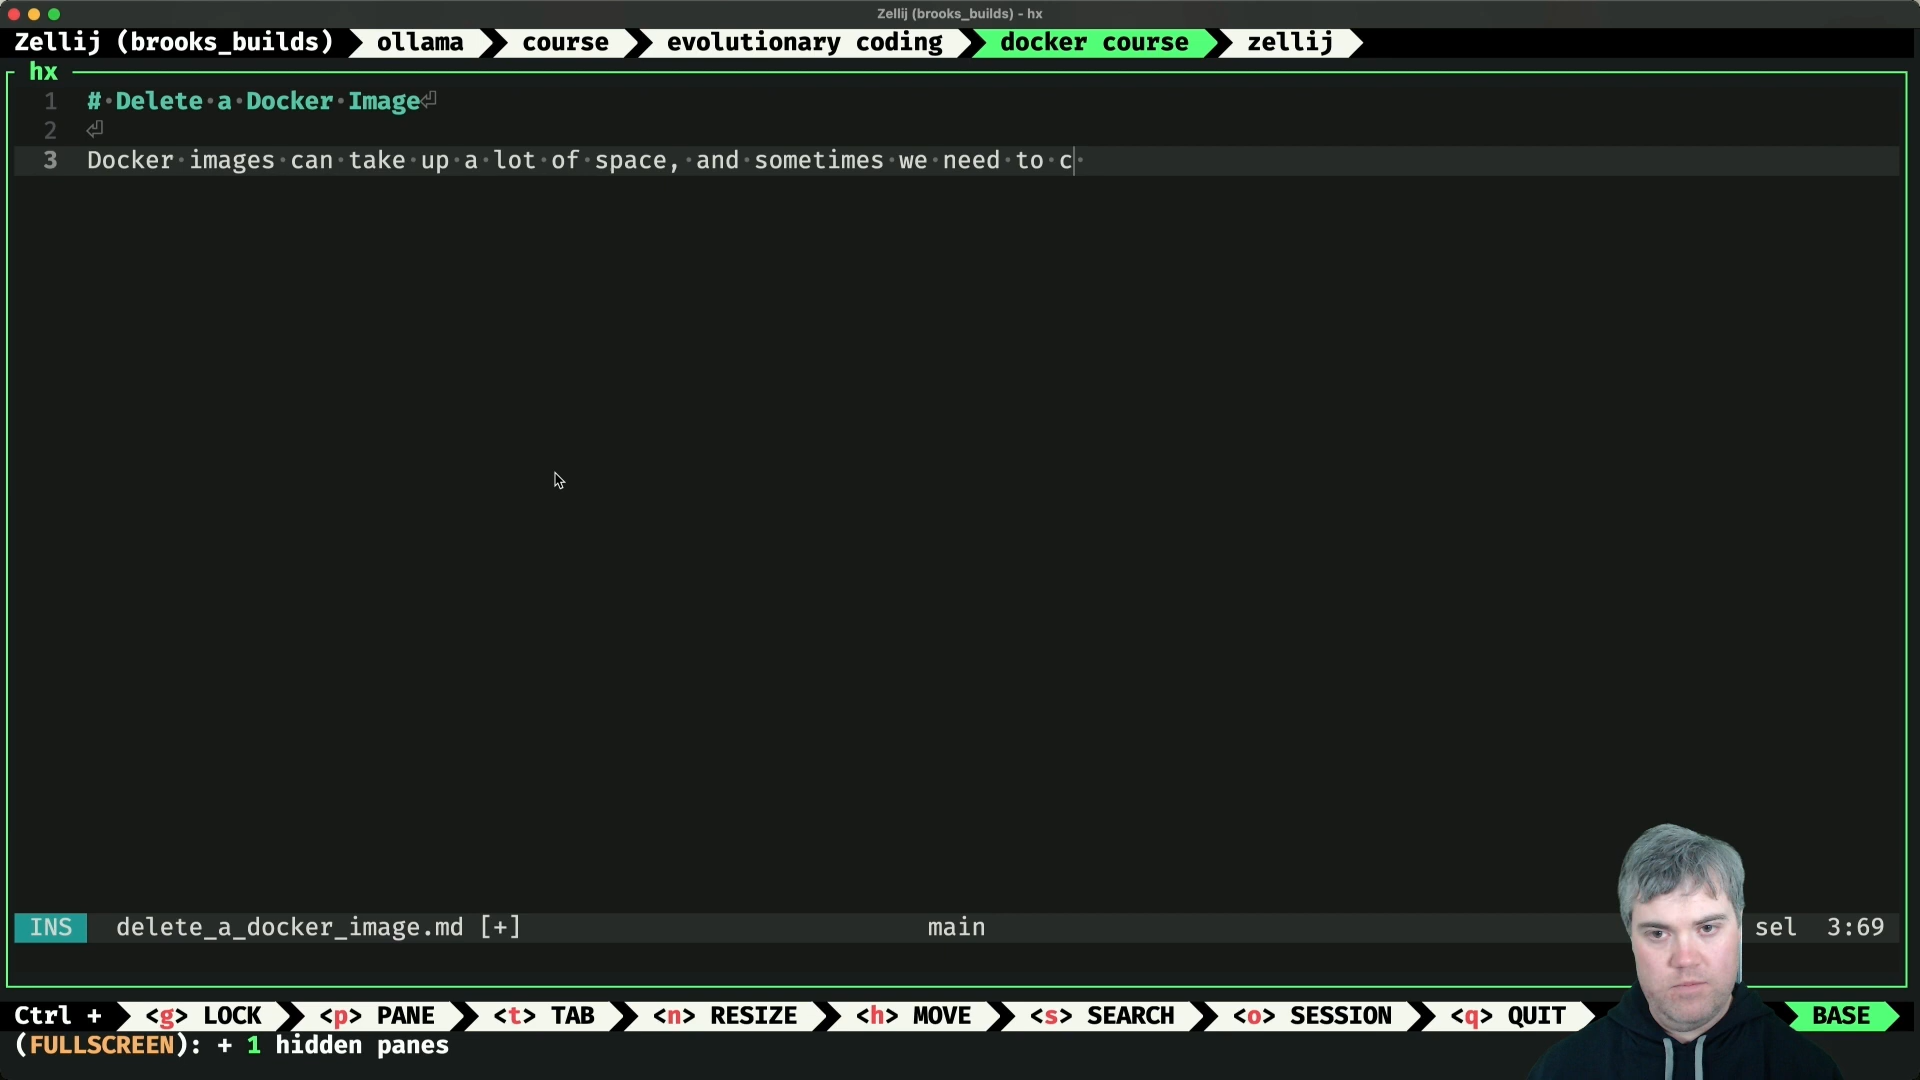 Zellij (brooks_builds) - hx
Zellij (brooks_builds) ollama course evolutionary coding docker course zellij
hx
1 # Delete a Docker Image
2
3 Docker images can take up a lot of space, and sometimes we need to c
INS delete_a_docker_image.md [+] main sel 3:69
Ctrl + <g> LOCK <p> PANE <t> TAB <n> RESIZE <h> MOVE <s> SEARCH <o> SESSION <q> QUIT BASE
(FULLSCREEN): + 1 hidden panes